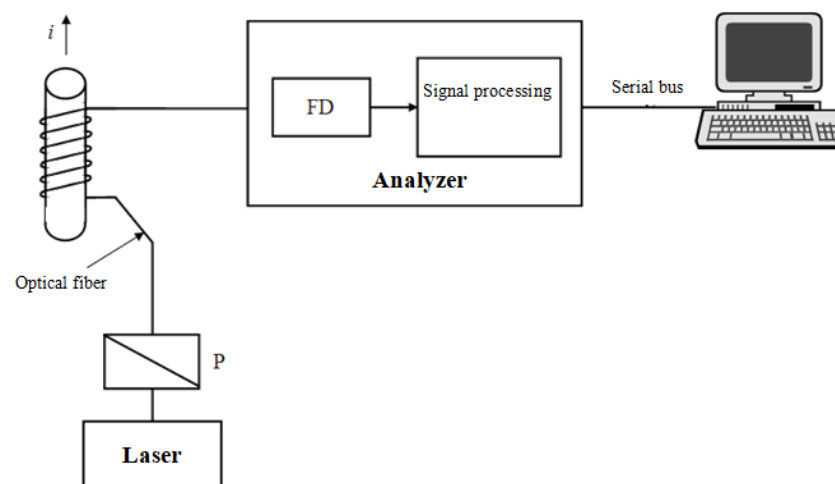 i
Signal processing
Serial bus
FD
Analyzer
Optical fiber
P
Laser